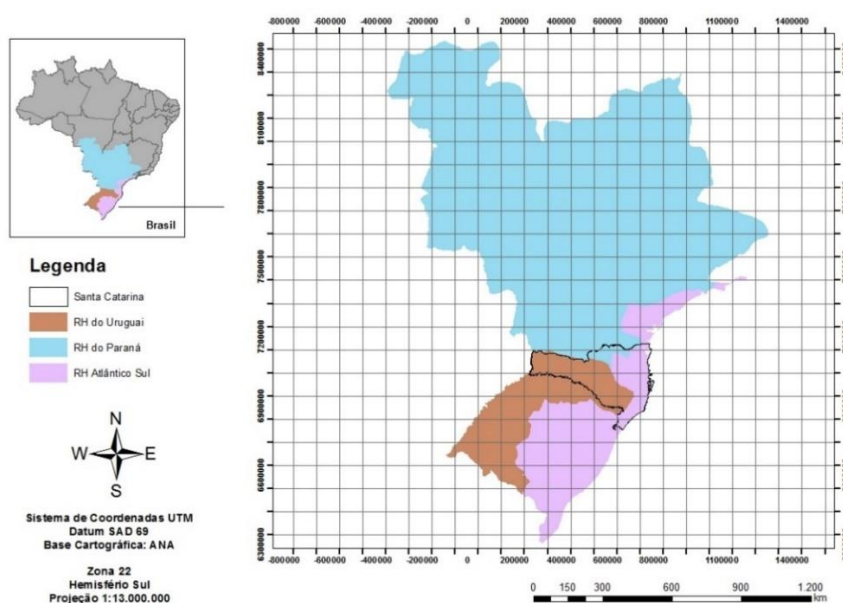 -800000 -600000 -400000 -200000 0 200000 400000 600000 800000 1100000 1400000
8400000
8100000
7800000
7500000
7200000
6900000
6600000
6300000
Brasil
Legenda
Santa Catarina
RH do Uruguai
RH do Paraná
RH Atlântico Sul
N
W E
S
Sistema de Coordenadas UTM
Datum SAD 69
Base Cartográfica: ANA
Zona 22
Hemisfério Sul
Projeção 1:13.000.000
-800000 -600000 -400000 -200000 0 200000 400000 600000 800000 1100000 1400000
0 150 300 600 900 1.200
km